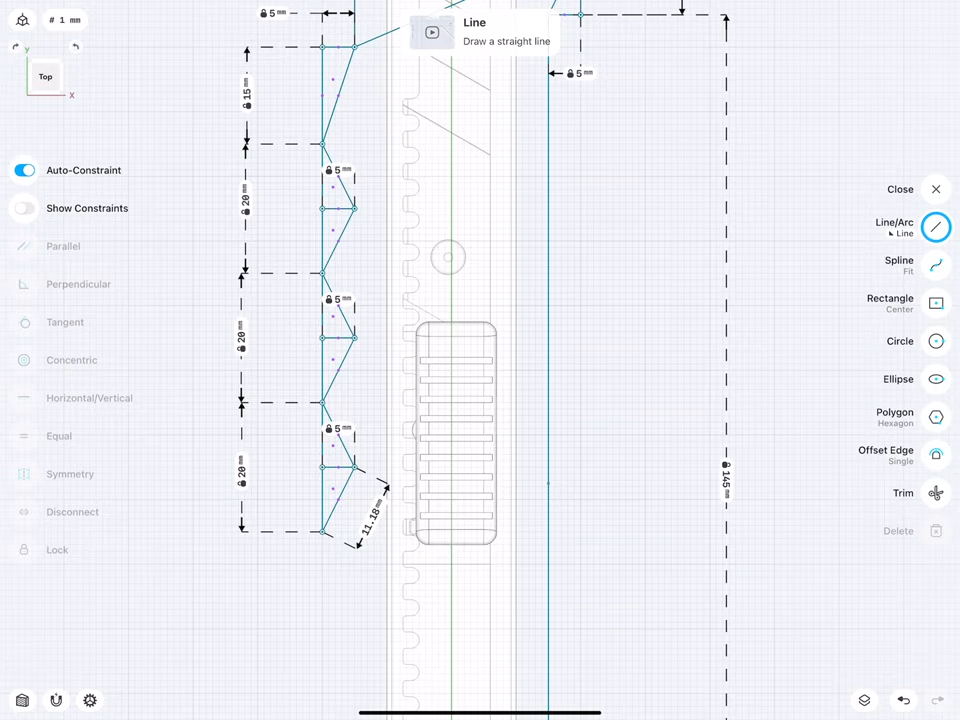 # 1 mm
5 mm
Line
Draw a straight line
y
Top
X
5 mm
15 mm
Auto-Constraint
5 mm
Close
20 mm
Show Constraints
Line/Arc
Line
Parallel
Spline
Fit
Perpendicular
5 mm
Rectangle
Center
Tangent
20 mm
Circle
Concentric
Ellipse
Horizontal/Vertical
Polygon
Hexagon
5 mm
Equal
Offset Edge
Single
Symmetry
20 mm
145 mm
Trim
Disconnect
11.18 mm
Delete
Lock